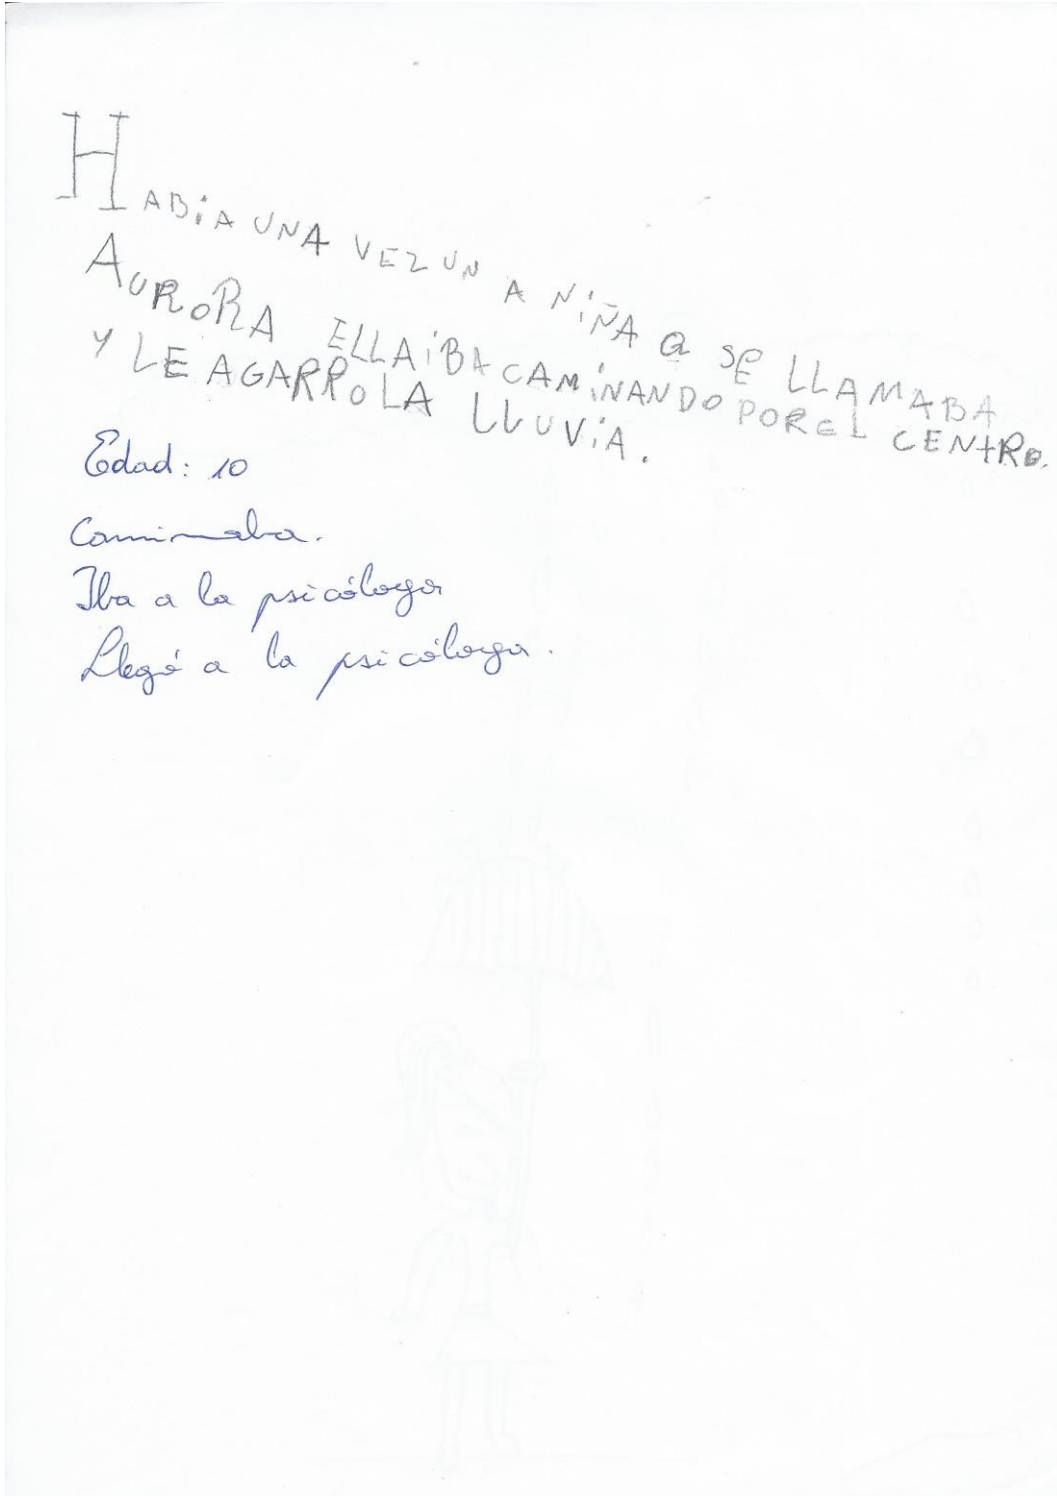 HABíA UNA VEZ UN A NiÑA Q SE LLAMABA
AURORA ELLA iBA CAMiNANDO POR EL CENTRO.
Y LE AGARRO LA LLUViA.
Edad: 10
Caminaba.
Iba a la psicóloga
Llegó a la psicóloga.